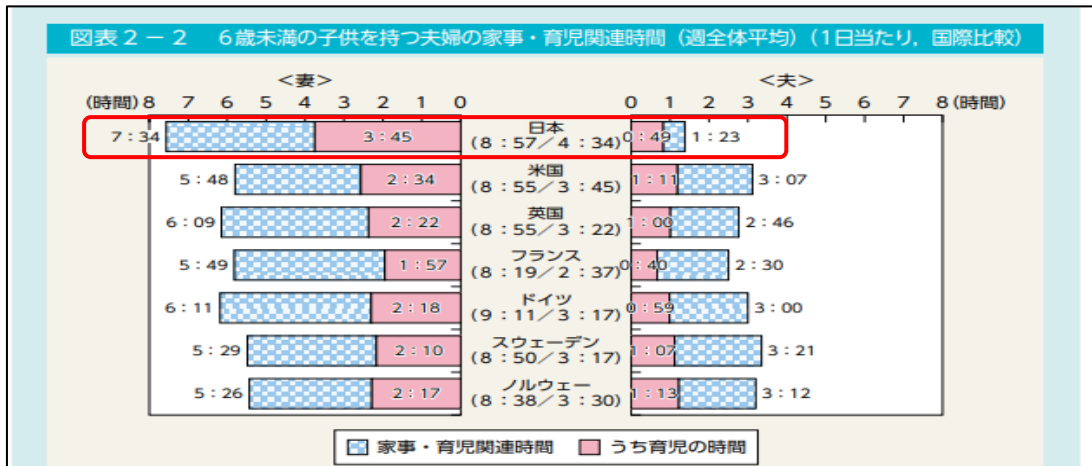 図表2－2 6歳未満の子供を持つ夫婦の家事・育児関連時間（週全体平均）（1日当たり，国際比較）
＜妻＞ ＜夫＞
(時間) 8 7 6 5 4 3 2 1 0 0 1 2 3 4 5 6 7 8 (時間)
7：34 3：45 日本 0：49 1：23
(8：57／4：34)
5：48 2：34 米国 1：11 3：07
(8：55／3：45)
6：09 2：22 英国 1：00 2：46
(8：55／3：22)
5：49 1：57 フランス 0：40 2：30
(8：19／2：37)
6：11 2：18 ドイツ 0：59 3：00
(9：11／3：17)
5：29 2：10 スウェーデン 1：07 3：21
(8：50／3：17)
5：26 2：17 ノルウェー 1：13 3：12
(8：38／3：30)
家事・育児関連時間 うち育児の時間